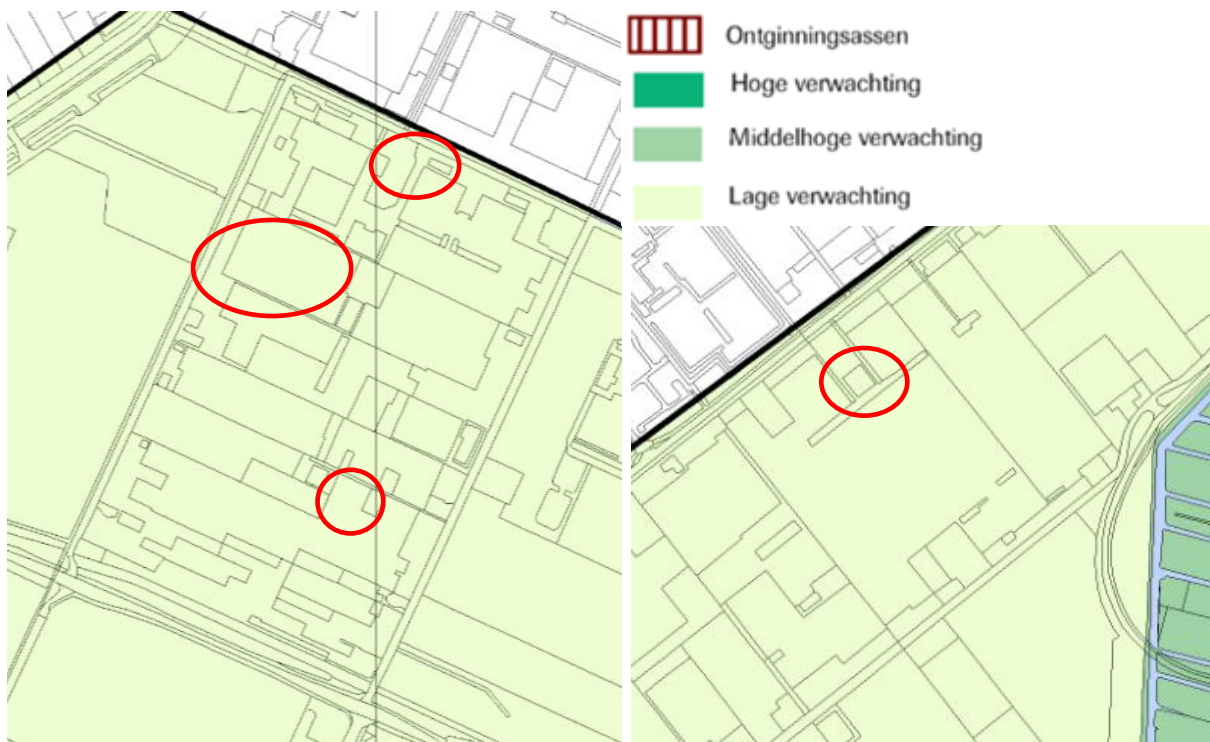 Ontginningsassen
Hoge verwachting
Middelhoge verwachting
Lage verwachting